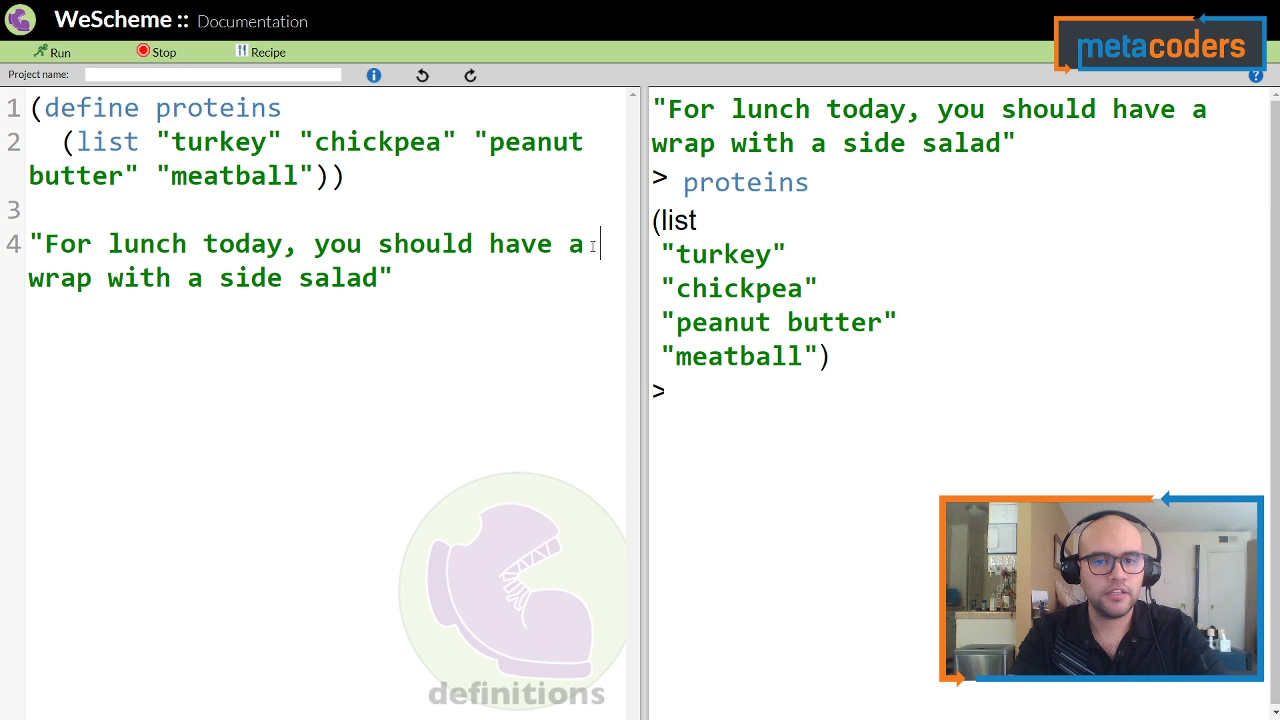 WeScheme :: Documentation
metacoders
Run Stop Recipe
Project name:
i
?
1 (define proteins
2 (list "turkey" "chickpea" "peanut
butter" "meatball"))
3
4 "For lunch today, you should have a
wrap with a side salad"
definitions
"For lunch today, you should have a
wrap with a side salad"
> proteins
(list
"turkey"
"chickpea"
"peanut butter"
"meatball")
>